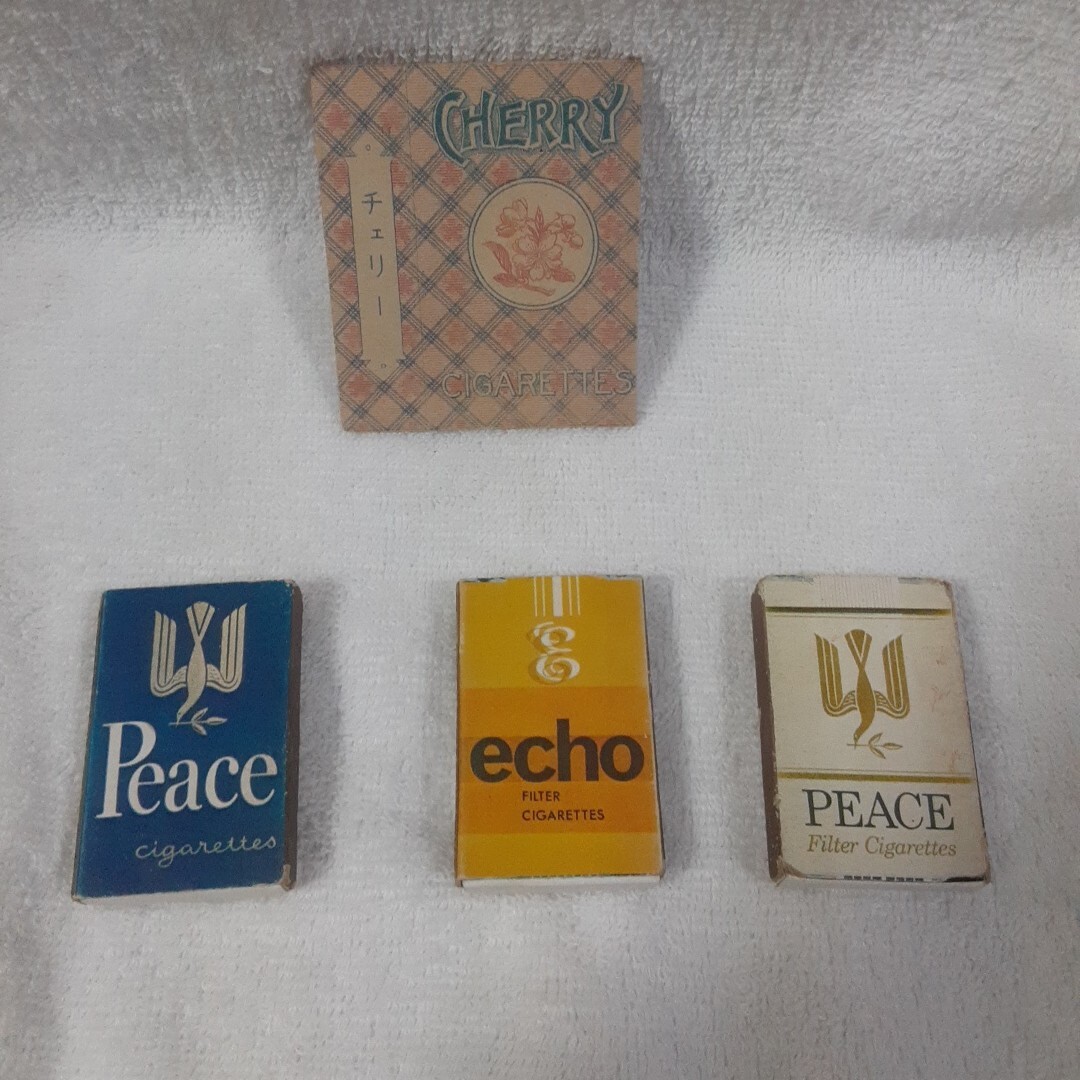 CHERRY
チェリー
CIGARETTES
Peace
cigarettes
echo
FILTER
CIGARETTES
PEACE
Filter Cigarettes